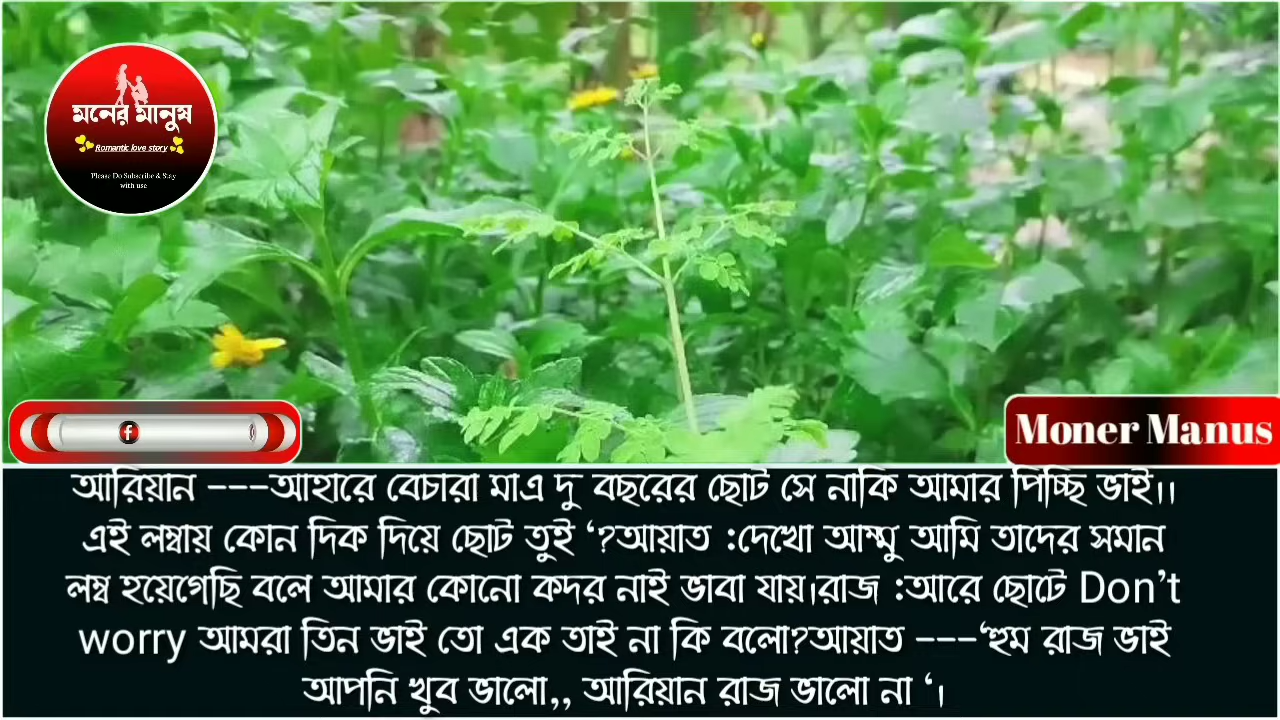 মনের মানুষ
Romantic love story
Please Do Subscribe & Stay
with use
f
Moner Manus
আরিয়ান ---আহারে বেচারা মাএ দু বছরের ছোট সে নাকি আমার পিচ্ছি ভাই।।
এই লম্বায় কোন দিক দিয়ে ছোট তুই ‘?আয়াত :দেখো আম্মু আমি তাদের সমান
লম্ব হয়েগেছি বলে আমার কোনো কদর নাই ভাবা যায়।রাজ :আরে ছোটে Don’t
worry আমরা তিন ভাই তো এক তাই না কি বলো?আয়াত ---‘হুম রাজ ভাই
আপনি খুব ভালো,, আরিয়ান রাজ ভালো না ‘।